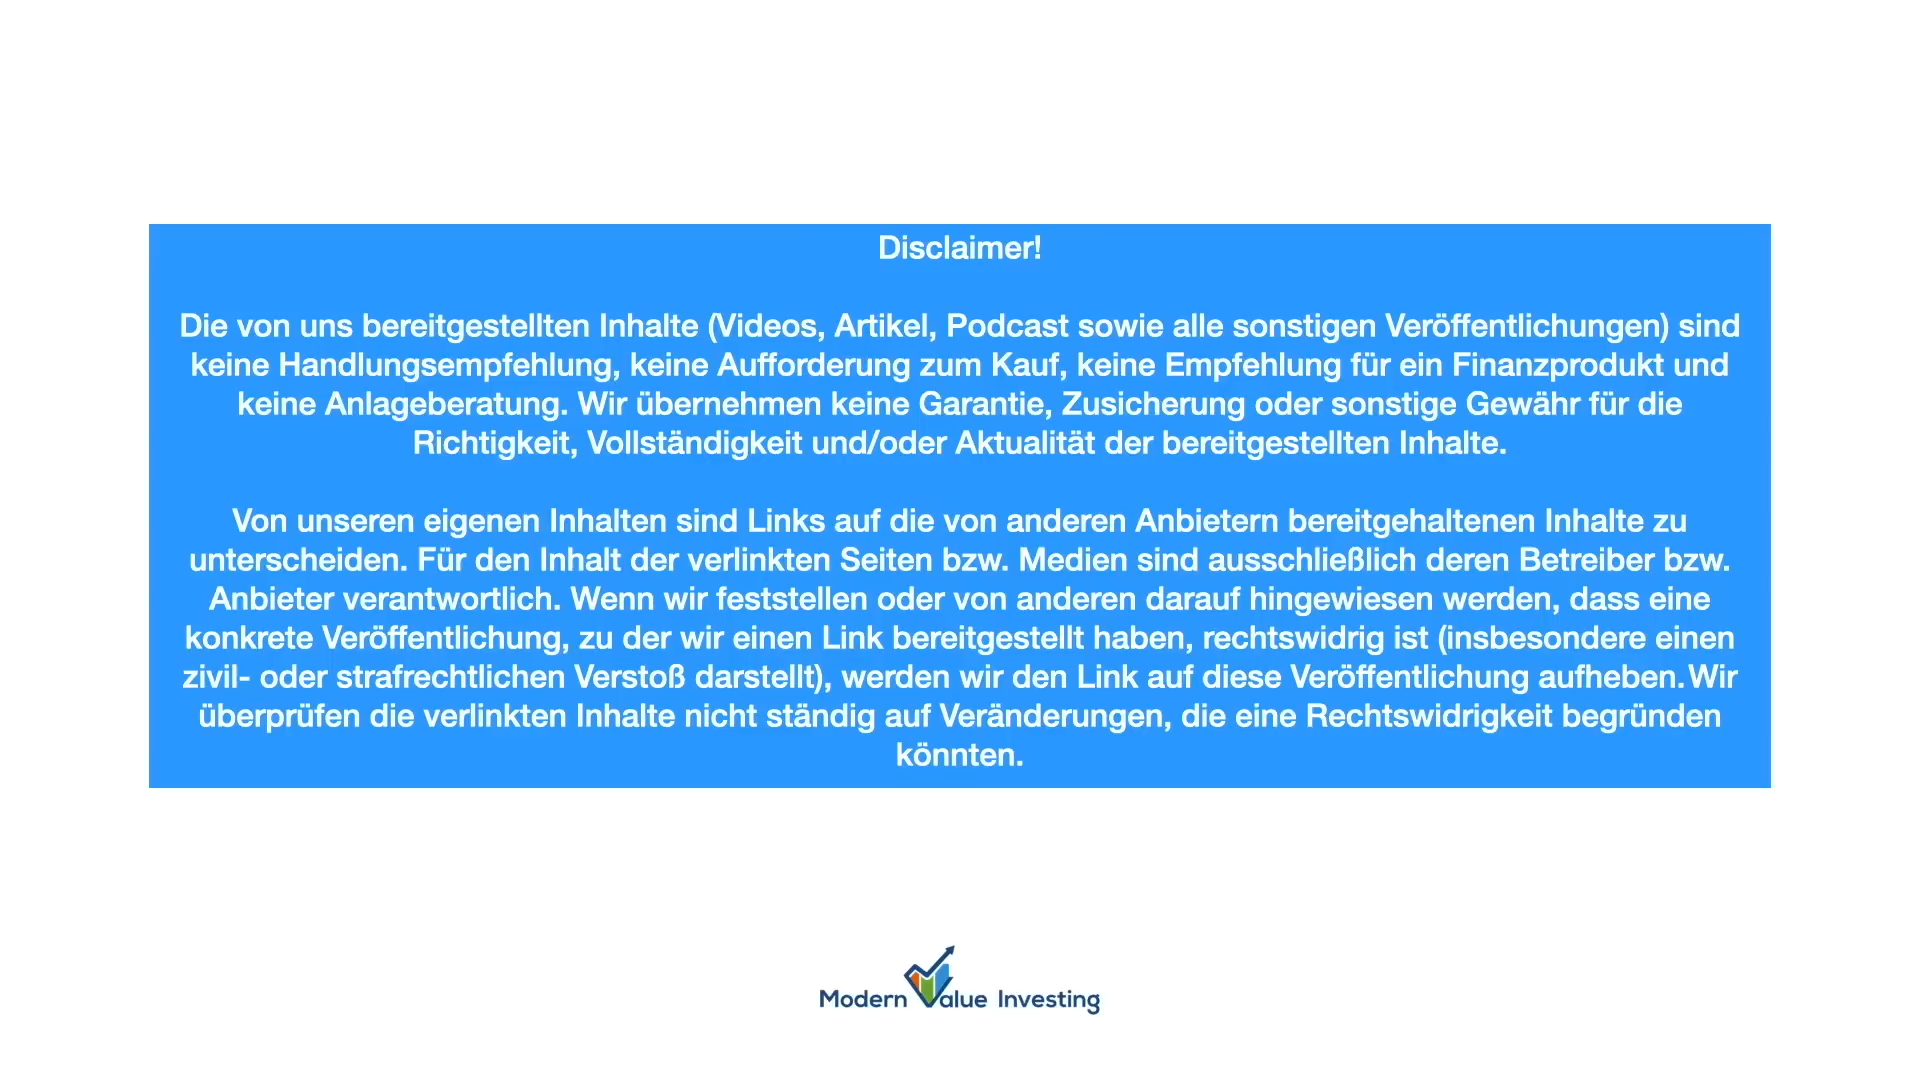 Disclaimer!
Die von uns bereitgestellten Inhalte (Videos, Artikel, Podcast sowie alle sonstigen Veröffentlichungen) sind
keine Handlungsempfehlung, keine Aufforderung zum Kauf, keine Empfehlung für ein Finanzprodukt und
keine Anlageberatung. Wir übernehmen keine Garantie, Zusicherung oder sonstige Gewähr für die
Richtigkeit, Vollständigkeit und/oder Aktualität der bereitgestellten Inhalte.
Von unseren eigenen Inhalten sind Links auf die von anderen Anbietern bereitgehaltenen Inhalte zu
unterscheiden. Für den Inhalt der verlinkten Seiten bzw. Medien sind ausschließlich deren Betreiber bzw.
Anbieter verantwortlich. Wenn wir feststellen oder von anderen darauf hingewiesen werden, dass eine
konkrete Veröffentlichung, zu der wir einen Link bereitgestellt haben, rechtswidrig ist (insbesondere einen
zivil- oder strafrechtlichen Verstoß darstellt), werden wir den Link auf diese Veröffentlichung aufheben.Wir
überprüfen die verlinkten Inhalte nicht ständig auf Veränderungen, die eine Rechtswidrigkeit begründen
könnten.
Modern Value Investing